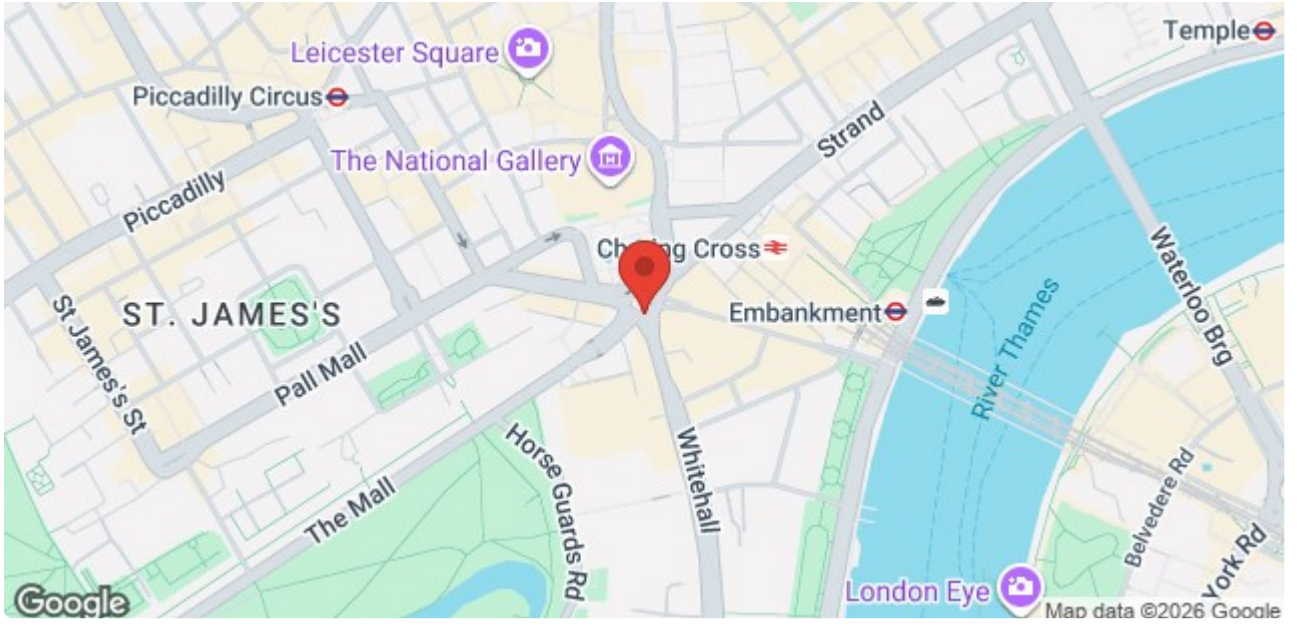 Temple
Leicester Square
Piccadilly Circus
Strand
The National Gallery
Piccadilly
Charing Cross
Waterloo Brg
ST. JAMES'S
Embankment
River Thames
St James's St
Pall Mall
Horse Guards Rd
Whitehall
The Mall
Belvedere Rd
York Rd
London Eye
Google
Map data ©2026 Google